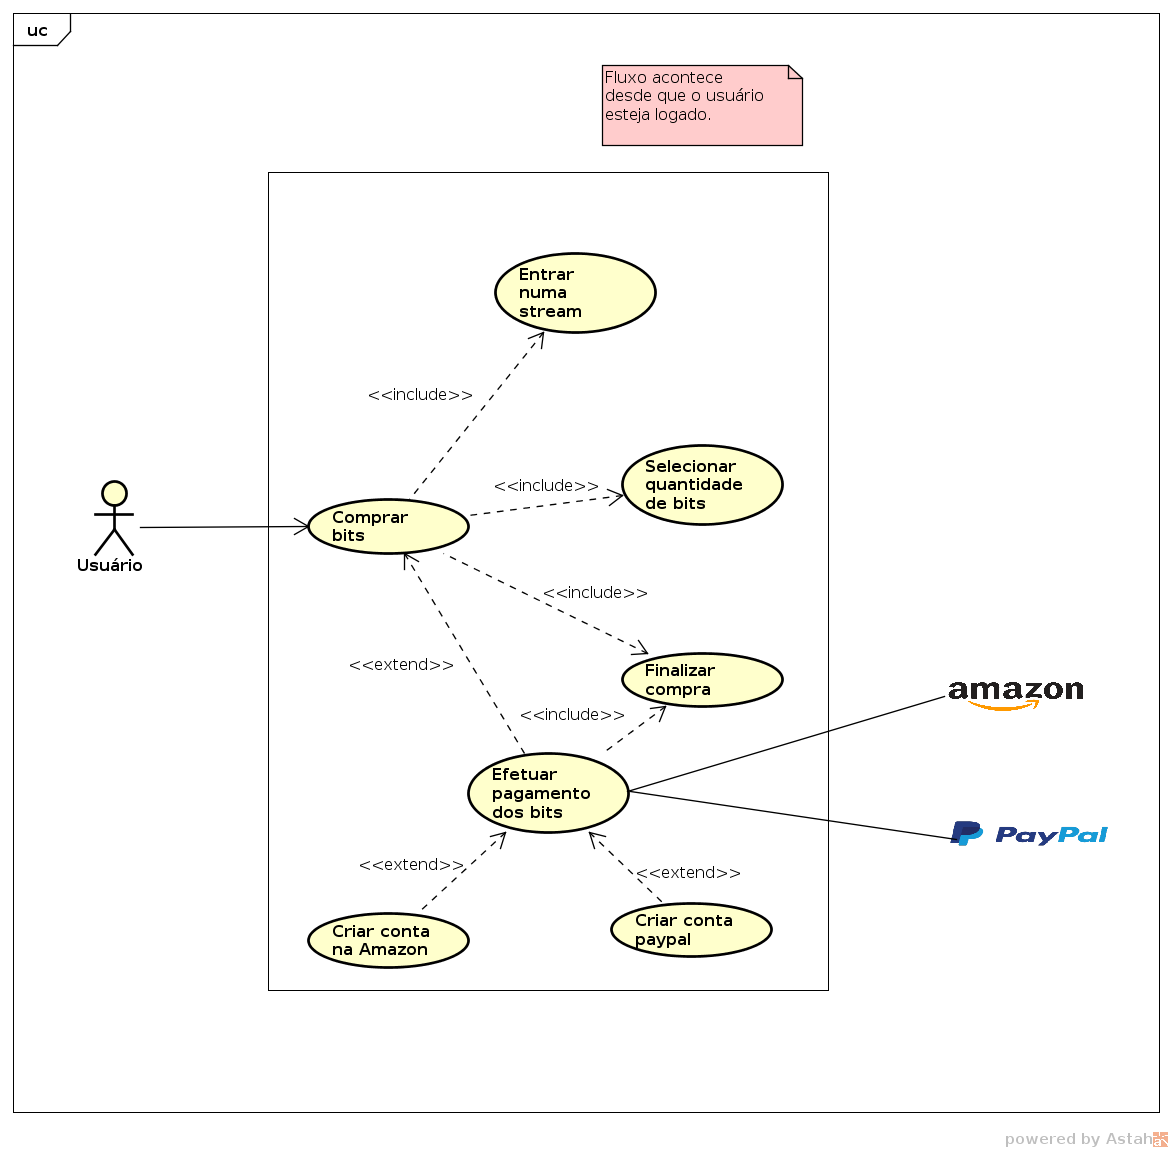 uc
Fluxo acontece
desde que o usuário
esteja logado.
Entrar
numa
stream
<<include>>
Selecionar
quantidade
de bits
<<include>>
Comprar
bits
Usuário
<<include>>
<<extend>>
Finalizar
compra
amazon
<<include>>
Efetuar
pagamento
dos bits
PayPal
<<extend>>
<<extend>>
Criar conta
na Amazon
Criar conta
paypal
powered by Astah